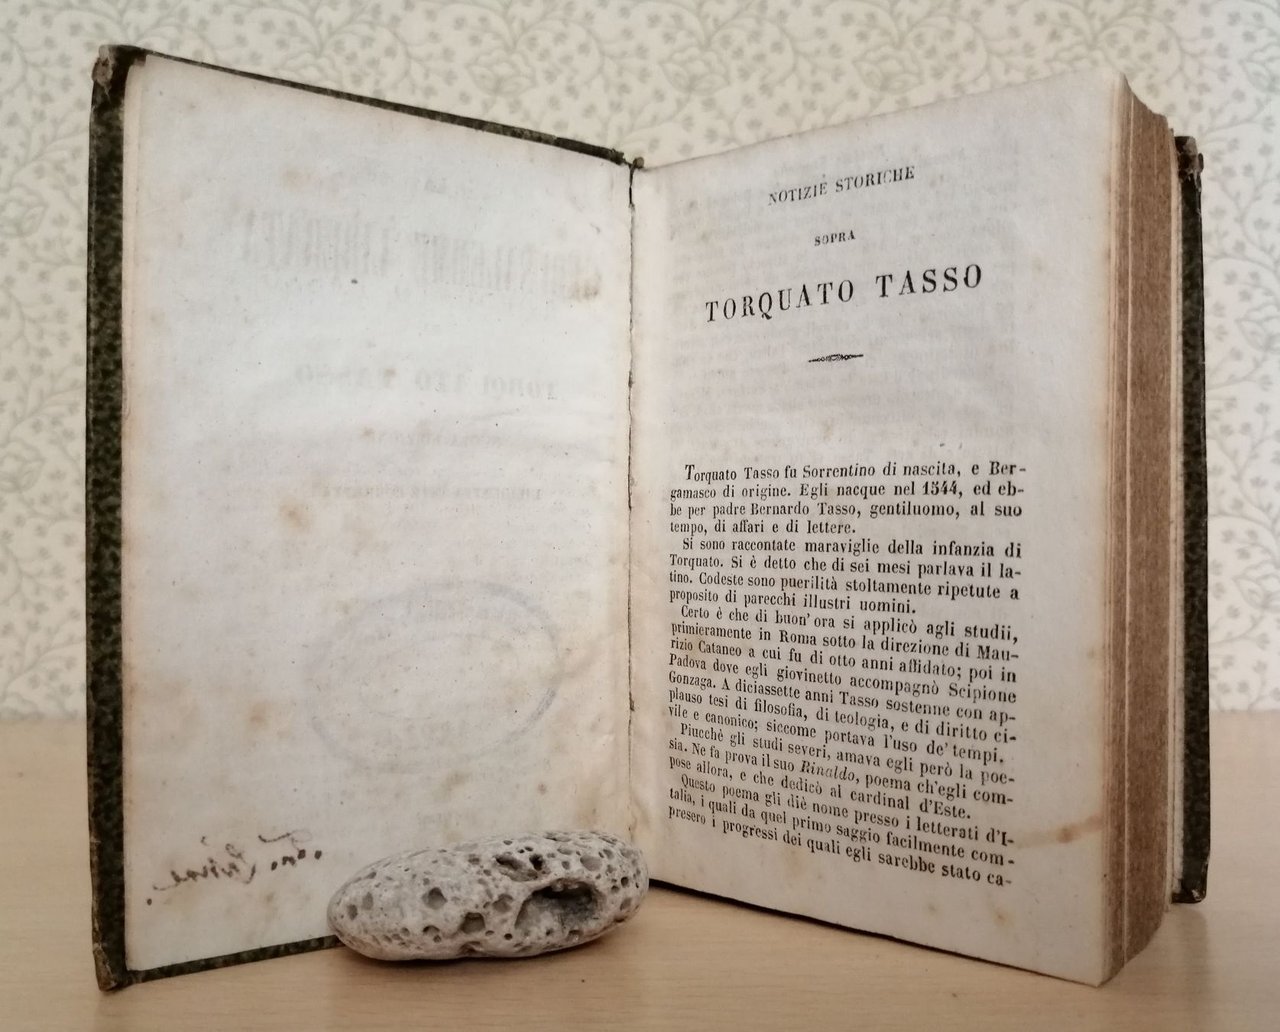 NOTIZIE STORICHE
SOPRA
TORQUATO TASSO
Torquato Tasso fu Sorrentino di nascita, e Ber-
gamasco di origine. Egli nacque nel 1544, ed eb-
be per padre Bernardo Tasso, gentiluomo, al suo
tempo, di affari e di lettere.
Si sono raccontate maraviglie della infanzia di
Torquato. Si è detto che di sei mesi parlava il la-
tino. Codeste sono puerilità stoltamente ripetute a
proposito di parecchi illustri uomini.
Certo è che di buon' ora si applicò agli studii,
primieramente in Roma sotto la direzione di Mau-
rizio Cataneo a cui fu di otto anni affidato; poi in
Padova dove egli giovinetto accompagnò Scipione
Gonzaga. A diciassette anni Tasso sostenne con ap-
plauso tesi di filosofia, di teologia, e di diritto ci-
vile e canonico; siccome portava l'uso de' tempi.
Piucchè gli studi severi, amava egli però la poe-
sia. Ne fa prova il suo Rinaldo, poema ch'egli com-
pose allora, e che dedicò al cardinal d'Este.
Questo poema gli diè nome presso i letterati d'I-
talia, i quali da quel primo saggio facilmente com-
presero i progressi dei quali egli sarebbe stato ca-